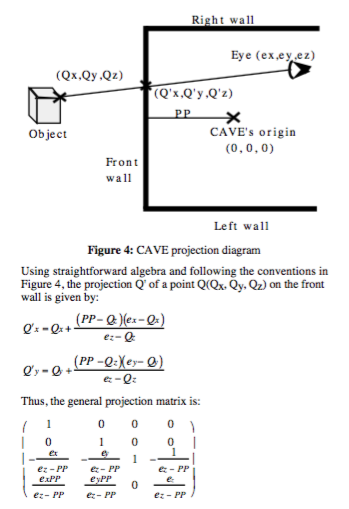 Right wall
Eye (ex,ey,ez)
(Qx,Qy,Qz)
(Q'x,Q'y,Q'z)
PP
Object
CAVE's origin
(0, 0, 0)
Front
wall
Left wall
Figure 4: CAVE projection diagram
Using straightforward algebra and following the conventions in
Figure 4, the projection Q' of a point Q(Qx, Qy, Qz) on the front
wall is given by:
Q'x = Qx + (PP - Qz)(ex - Qx)
ez - Qz
Q'y = Qy + (PP - Qz)(ey - Qy)
ez - Qz
Thus, the general projection matrix is:
1 0 0 0
0 1 0 0
- ex / ez - PP - ey / ez - PP 1 - 1 / ez - PP
exPP / ez - PP eyPP / ez - PP 0 ez / ez - PP